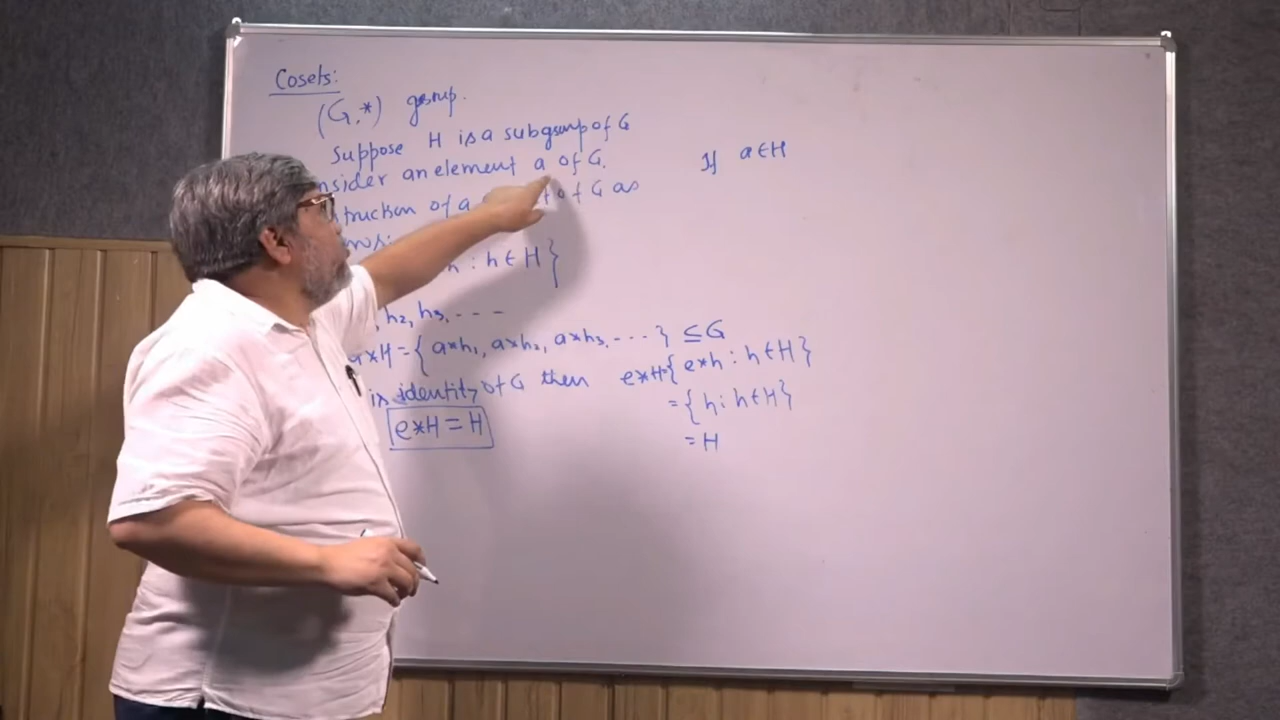 Cosets:
(G,*) group.
Suppose H is a subgroup of G
nsider an element a of G.
truction of a t of G as
ws:
h : h ∈ H}
, h₂, h₃, - - -
a*H = {a*h₁, a*h₂, a*h₃, - - - } ⊆ G
is identity of G then e*H = {e*h : h ∈ H}
= {h : h ∈ H}
= H
e*H = H
If a ∈ H